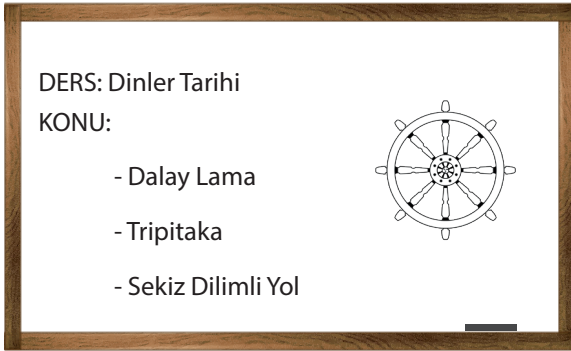 DERS: Dinler Tarihi
KONU:
- Dalay Lama
- Tripitaka
- Sekiz Dilimli Yol